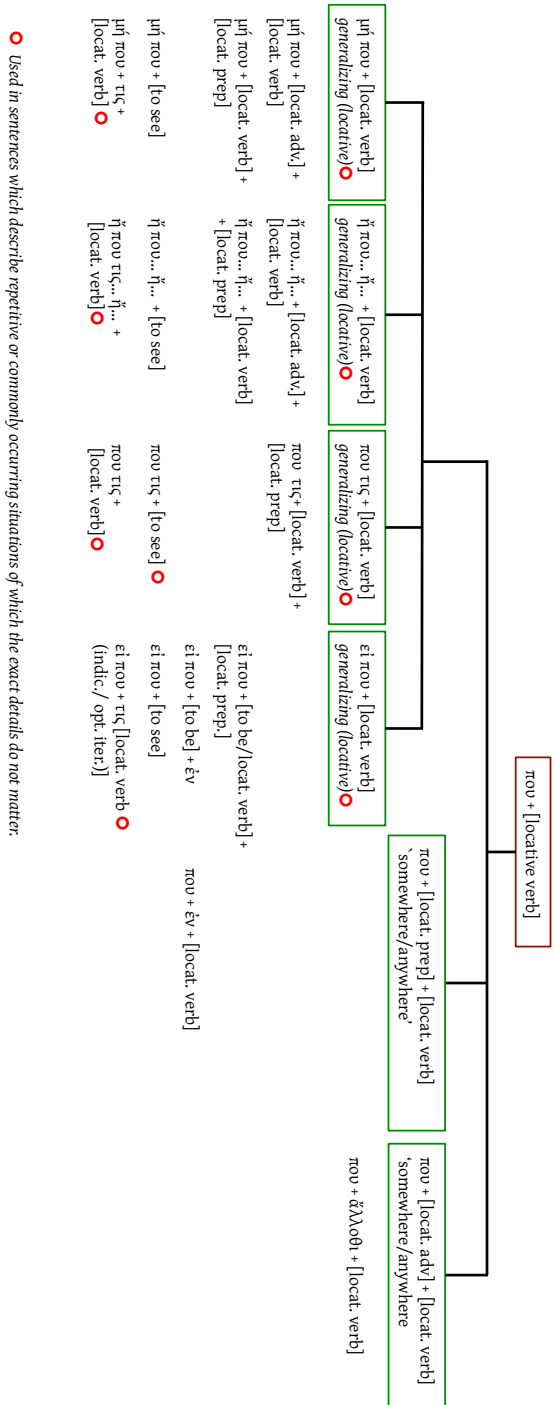 που + [locative verb]
που + [locat. prep] + [locat. verb]
`somewhere/anywhere'
που + [locat. adv] + [locat. verb]
‘somewhere/anywhere
μή που + [locat. verb]
generalizing (locative)
ἤ που... ἤ... + [locat. verb]
generalizing (locative)
που τις + [locat. verb]
generalizing (locative)
εἰ που + [locat. verb]
generalizing (locative)
που + ἄλλοθι + [locat. verb]
μή που + [locat. adv.] +
[locat. verb]
ἤ που... ἤ... + [locat. adv.] +
[locat. verb]
που τις+ [locat. verb] +
[locat. prep]
μή που + [locat. verb] +
[locat. prep]
ἤ που... ἤ... + [locat. verb]
+ [locat. prep]
εἰ που + [to be/locat. verb] +
[locat. prep.]
εἰ που + [to be] + ἐν
που + ἐν + [locat. verb]
μή που + [to see]
ἤ που... ἤ... + [to see]
που τις + [to see]
εἰ που + [to see]
μή που + τις +
[locat. verb]
ἤ που τις... ἤ... +
[locat. verb]
που τις +
[locat. verb]
εἰ που + τις [locat. verb
(indic./ opt. iter.)]
Used in sentences which describe repetitive or commonly occurring situations of which the exact details do not matter.